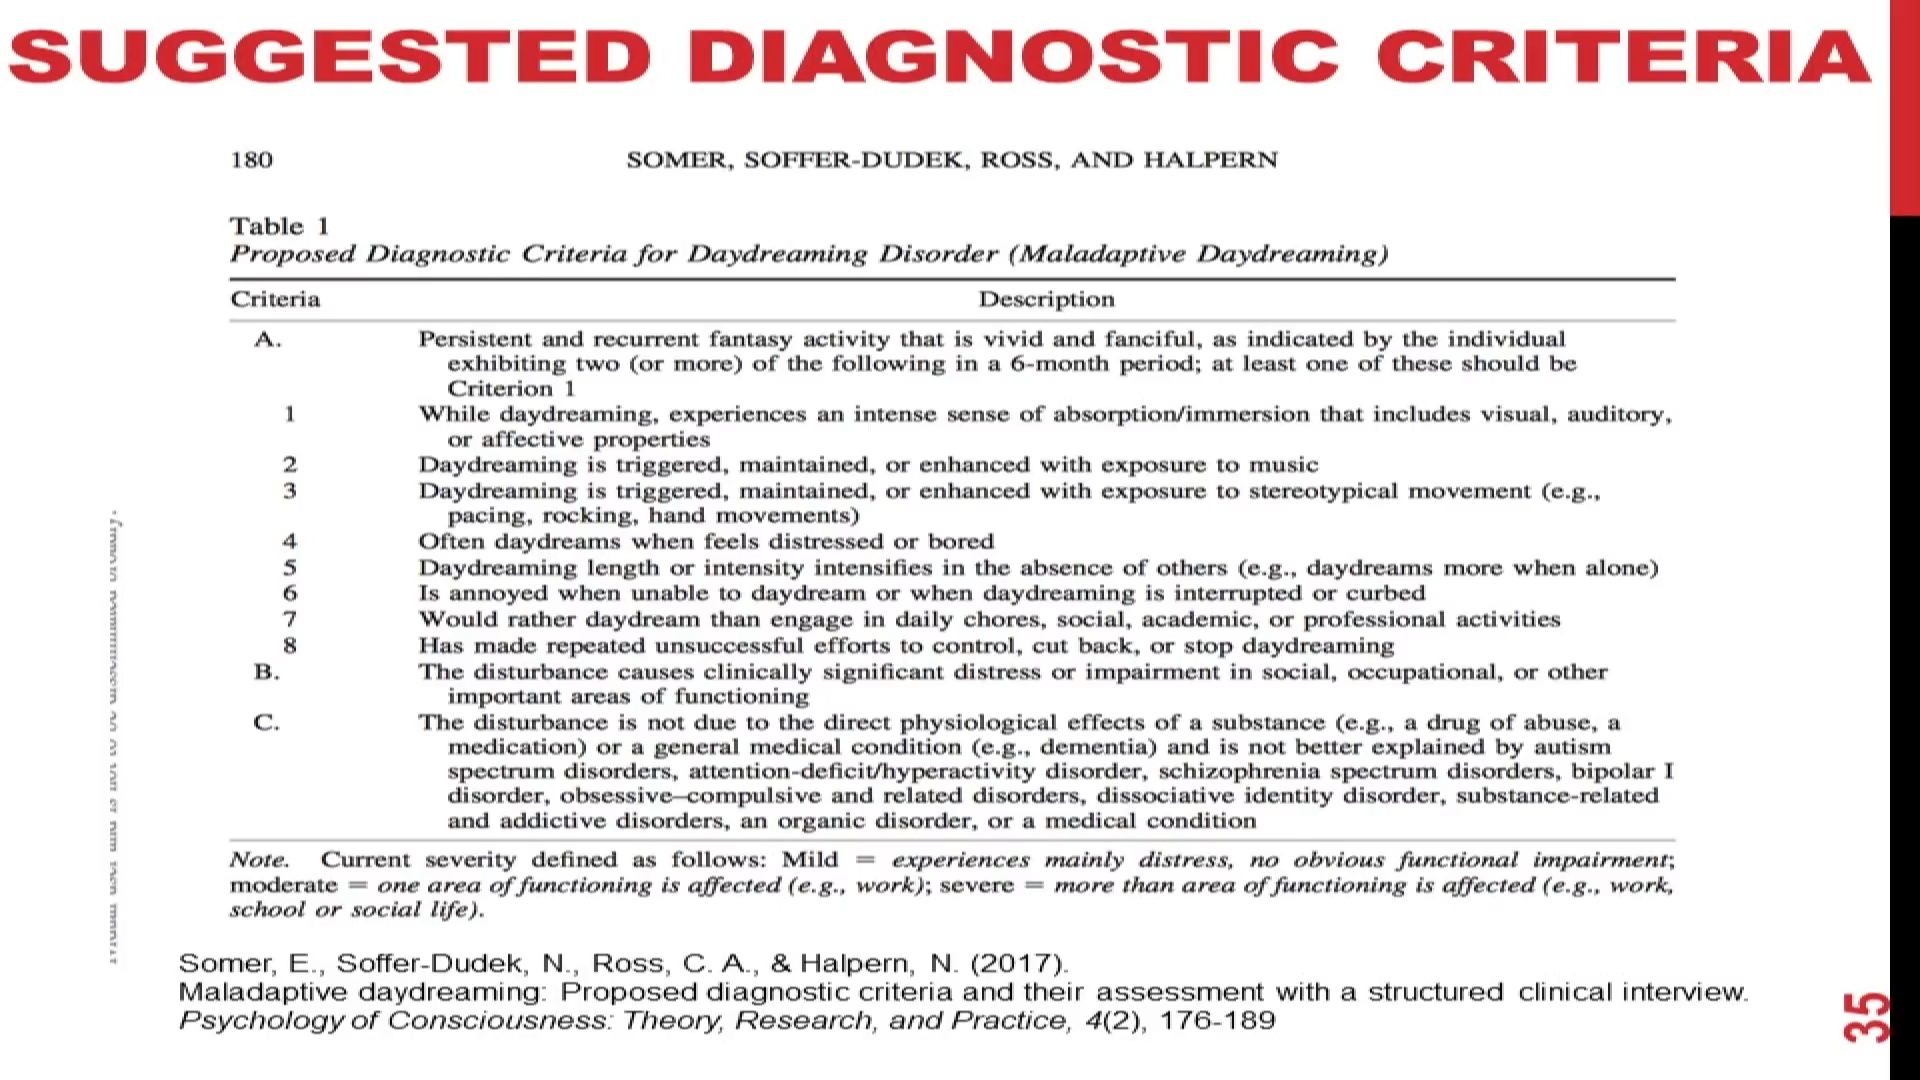 SUGGESTED DIAGNOSTIC CRITERIA
180 SOMER, SOFFER-DUDEK, ROSS, AND HALPERN
Table 1
Proposed Diagnostic Criteria for Daydreaming Disorder (Maladaptive Daydreaming)
Criteria Description
A. Persistent and recurrent fantasy activity that is vivid and fanciful, as indicated by the individual
exhibiting two (or more) of the following in a 6-month period; at least one of these should be
Criterion 1
1 While daydreaming, experiences an intense sense of absorption/immersion that includes visual, auditory,
or affective properties
2 Daydreaming is triggered, maintained, or enhanced with exposure to music
3 Daydreaming is triggered, maintained, or enhanced with exposure to stereotypical movement (e.g.,
pacing, rocking, hand movements)
4 Often daydreams when feels distressed or bored
5 Daydreaming length or intensity intensifies in the absence of others (e.g., daydreams more when alone)
6 Is annoyed when unable to daydream or when daydreaming is interrupted or curbed
7 Would rather daydream than engage in daily chores, social, academic, or professional activities
8 Has made repeated unsuccessful efforts to control, cut back, or stop daydreaming
B. The disturbance causes clinically significant distress or impairment in social, occupational, or other
important areas of functioning
C. The disturbance is not due to the direct physiological effects of a substance (e.g., a drug of abuse, a
medication) or a general medical condition (e.g., dementia) and is not better explained by autism
spectrum disorders, attention-deficit/hyperactivity disorder, schizophrenia spectrum disorders, bipolar I
disorder, obsessive–compulsive and related disorders, dissociative identity disorder, substance-related
and addictive disorders, an organic disorder, or a medical condition
Note. Current severity defined as follows: Mild = experiences mainly distress, no obvious functional impairment;
moderate = one area of functioning is affected (e.g., work); severe = more than area of functioning is affected (e.g., work,
school or social life).
Somer, E., Soffer-Dudek, N., Ross, C. A., & Halpern, N. (2017).
Maladaptive daydreaming: Proposed diagnostic criteria and their assessment with a structured clinical interview.
Psychology of Consciousness: Theory, Research, and Practice, 4(2), 176-189
35